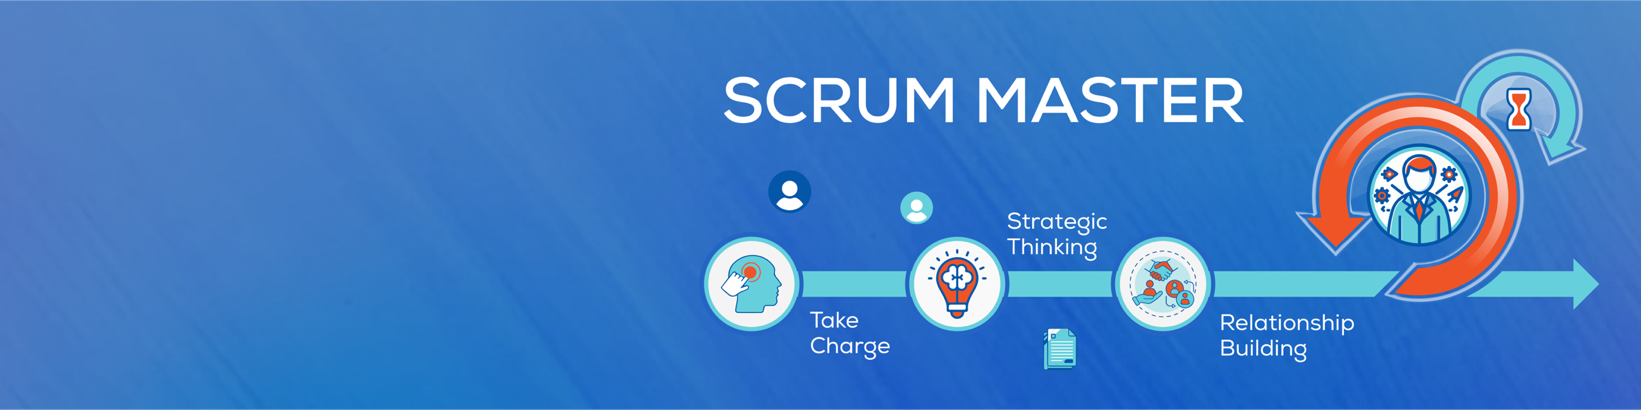 SCRUM MASTER
Take
Charge
Strategic
Thinking
Relationship
Building